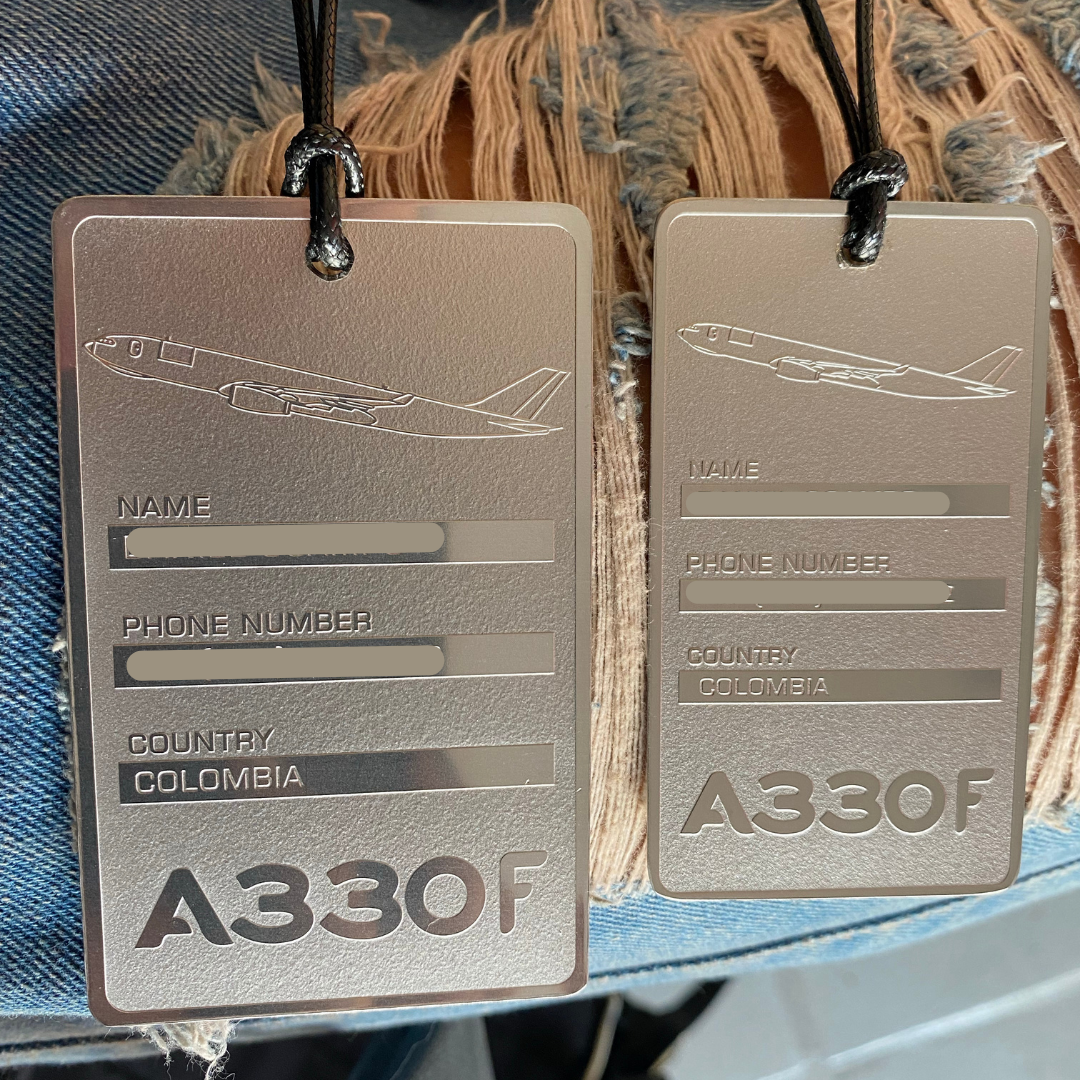 NAME
PHONE NUMBER
COUNTRY
COLOMBIA
A330F
NAME
PHONE NUMBER
COUNTRY
COLOMBIA
A330F